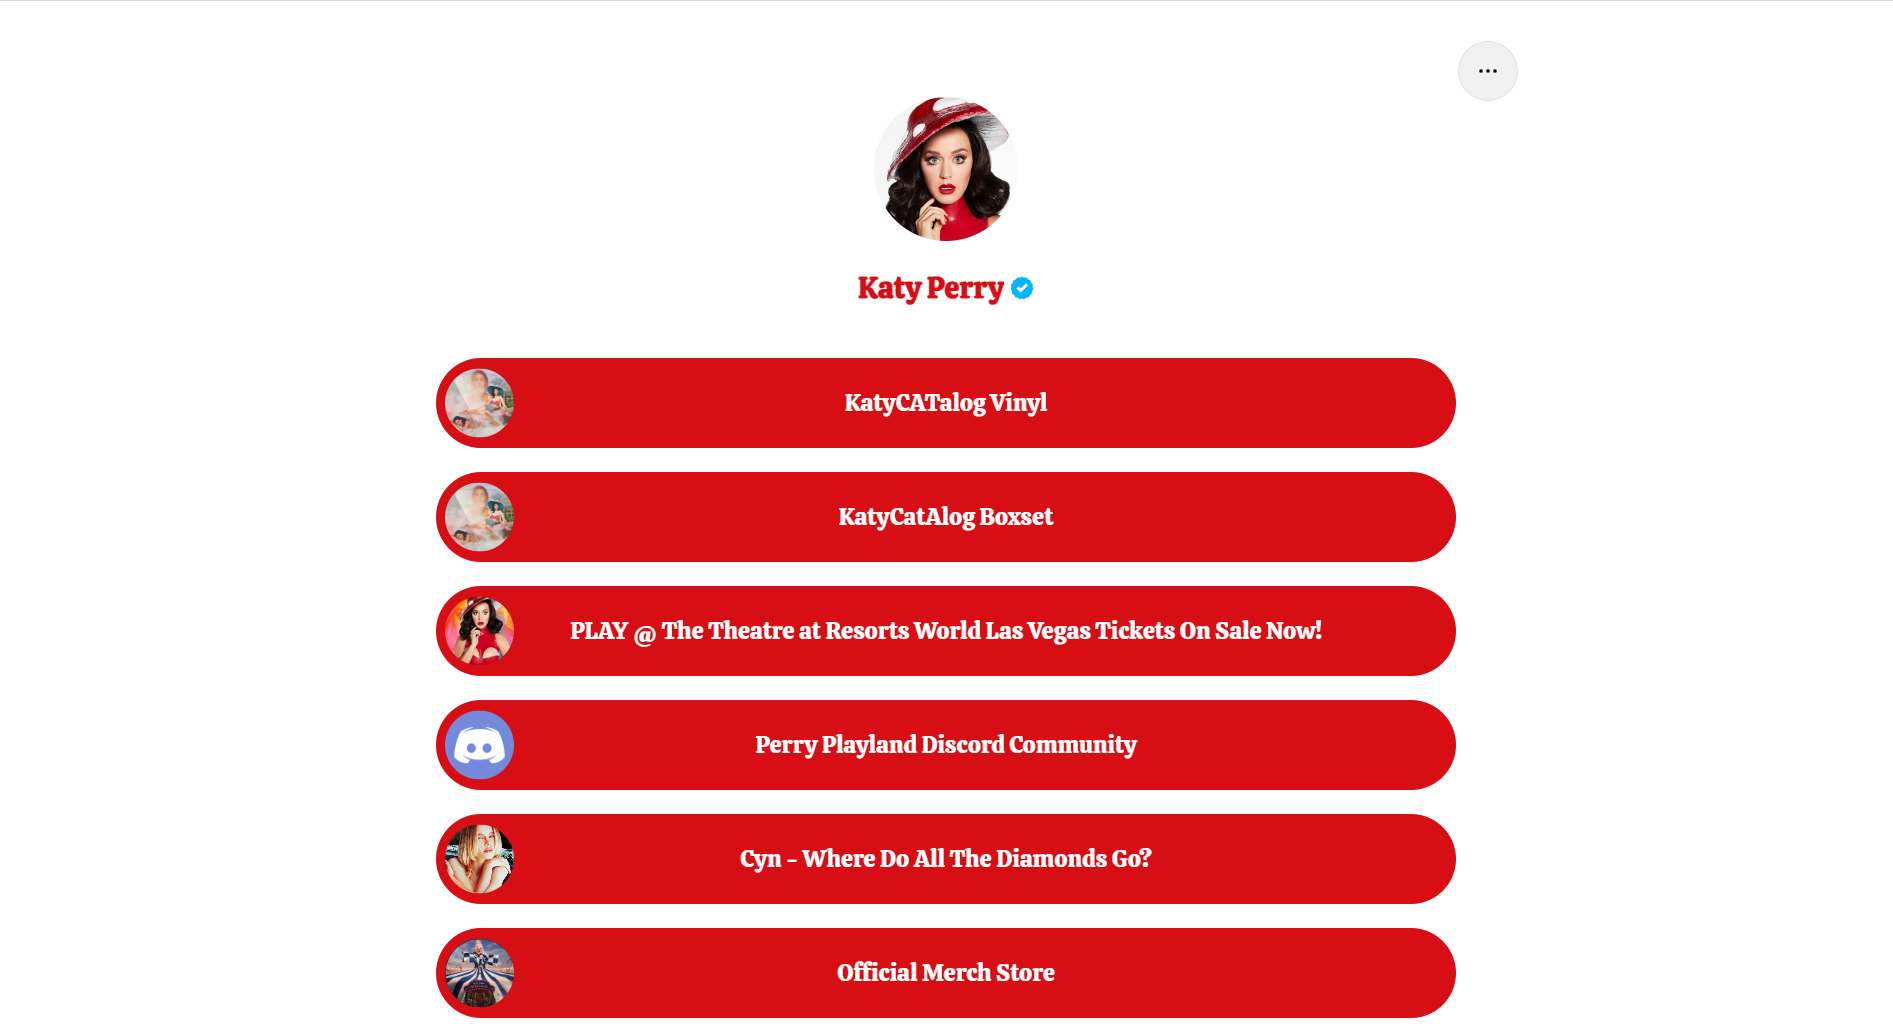 Katy Perry
KatyCATalog Vinyl
KatyCatAlog Boxset
PLAY @ The Theatre at Resorts World Las Vegas Tickets On Sale Now!
Perry Playland Discord Community
Cyn - Where Do All The Diamonds Go?
Official Merch Store